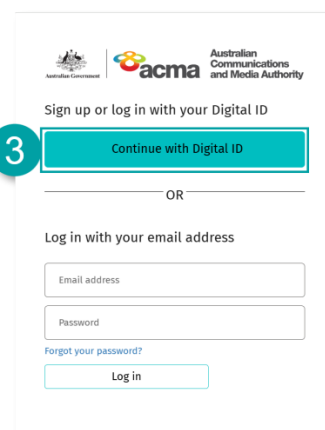 Australian Government
acma
Australian
Communications
and Media Authority
Sign up or log in with your Digital ID
3
Continue with Digital ID
OR
Log in with your email address
Email address
Password
Forgot your password?
Log in